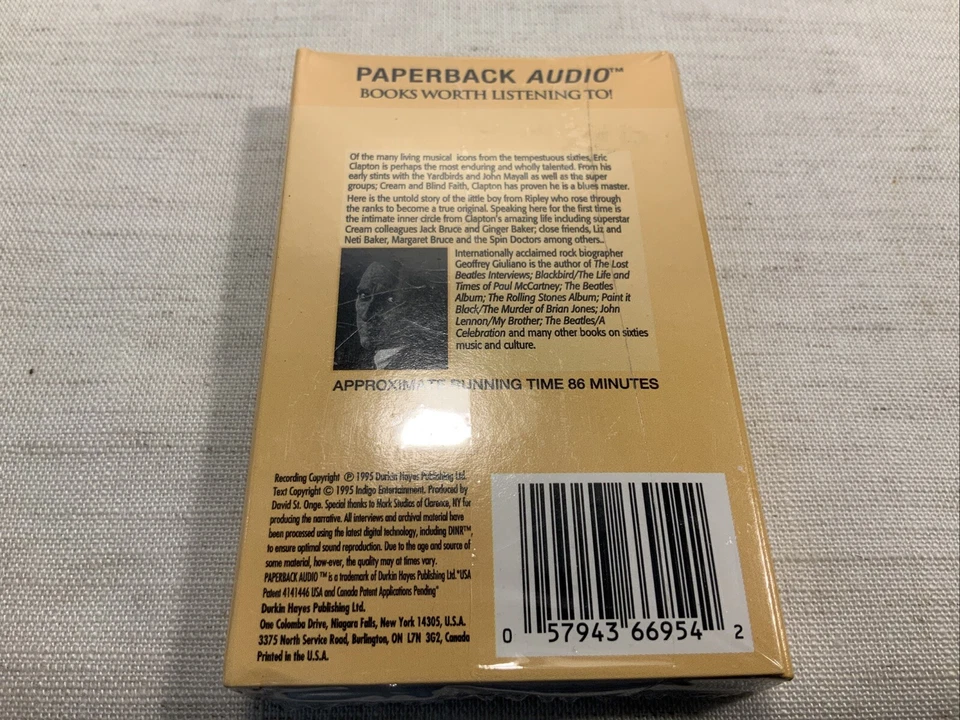 PAPERBACK AUDIO™
BOOKS WORTH LISTENING TO!
Of the many living musical icons from the tempestuous sixties, Eric
Clapton is perhaps the most enduring and wholly talented. From his
early stints with the Yardbirds and John Mayall as well as the super
groups; Cream and Blind Faith, Clapton has proven he is a blues master.
Here is the untold story of the little boy from Ripley who rose through
the ranks to become a true original. Speaking here for the first time is
the intimate inner circle from Clapton's amazing life including superstar
Cream colleagues Jack Bruce and Ginger Baker; close friends, Liz and
Neti Baker, Margaret Bruce and the Spin Doctors among others..
Internationally acclaimed rock biographer
Geoffrey Giuliano is the author of The Lost
Beatles Interviews; Blackbird/The Life and
Times of Paul McCartney; The Beatles
Album; The Rolling Stones Album; Paint it
Black/The Murder of Brian Jones; John
Lennon/My Brother; The Beatles/A
Celebration and many other books on sixties
music and culture.
APPROXIMATE RUNNING TIME 86 MINUTES
Recording Copyright ℗ 1995 Durkin Hayes Publishing Ltd.
Text Copyright © 1995 Indigo Entertainment. Produced by
David St. Onge. Special thanks to Mark Studios of Clarence, NY for
producing the narrative. All interviews and archival material have
been processed using the latest digital technology, including DINR™,
to ensure optimal sound reproduction. Due to the age and source of
some material, how-ever, the quality may at times vary.
PAPERBACK AUDIO ™ is a trademark of Durkin Hayes Publishing Ltd. "USA
Patent 4141446 USA and Canada Patent Applications Pending"
Durkin Hayes Publishing Ltd.
One Colomba Drive, Niagara Falls, New York 14305, U.S.A.
3375 North Service Road, Burlington, ON L7N 3G2, Canada
Printed in the U.S.A.
0 57943 66954 2